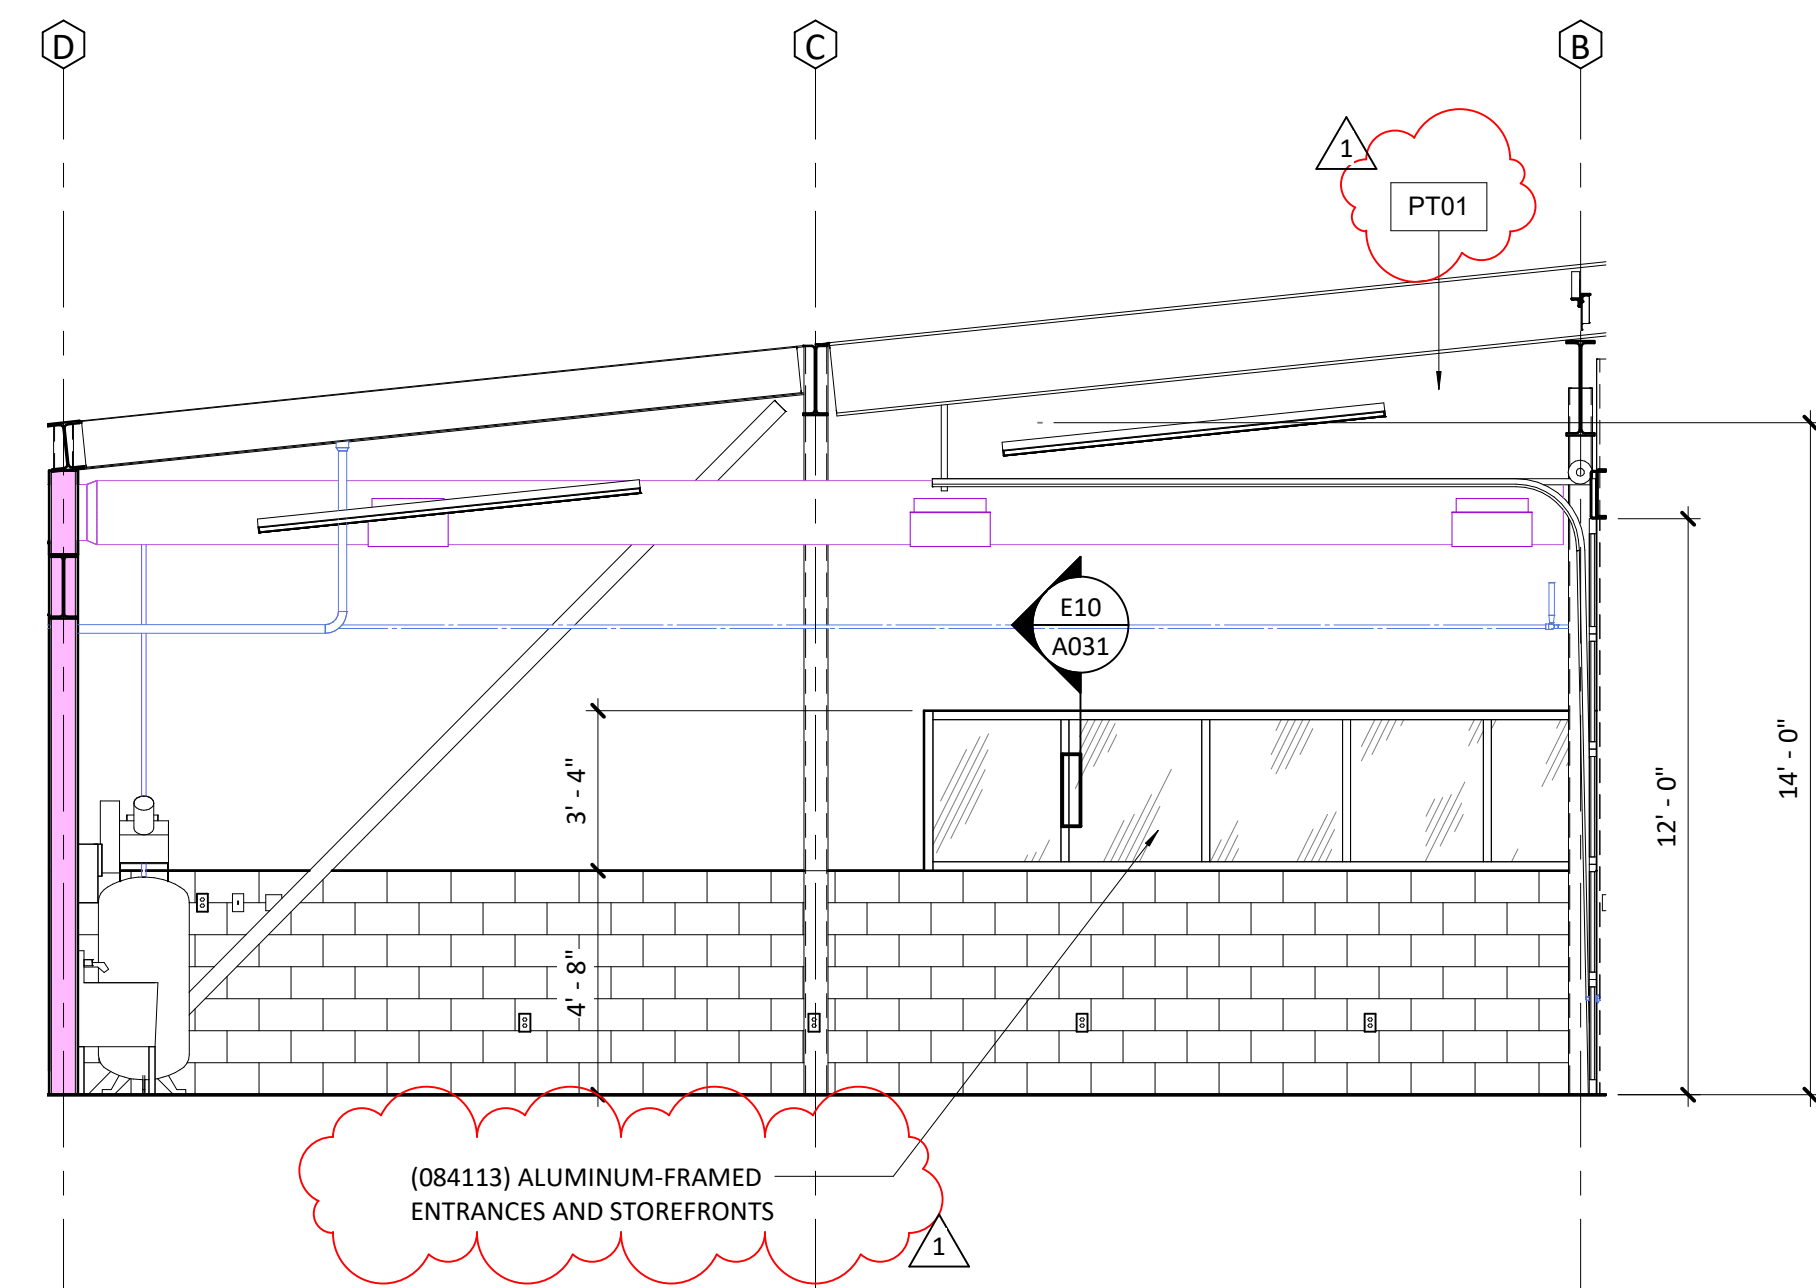 D
C
B
1
PT01
E10
A031
3' - 4"
12' - 0"
14' - 0"
4' - 8"
(084113) ALUMINUM-FRAMED
ENTRANCES AND STOREFRONTS
1